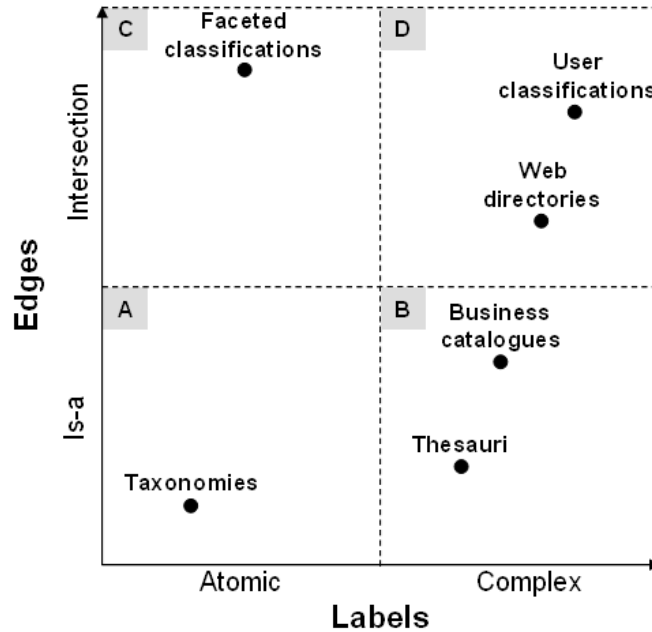 C
Faceted
classifications
D
User
classifications
Web
directories
Intersection
Edges
A
B
Business
catalogues
Is-a
Thesauri
Taxonomies
Atomic
Complex
Labels